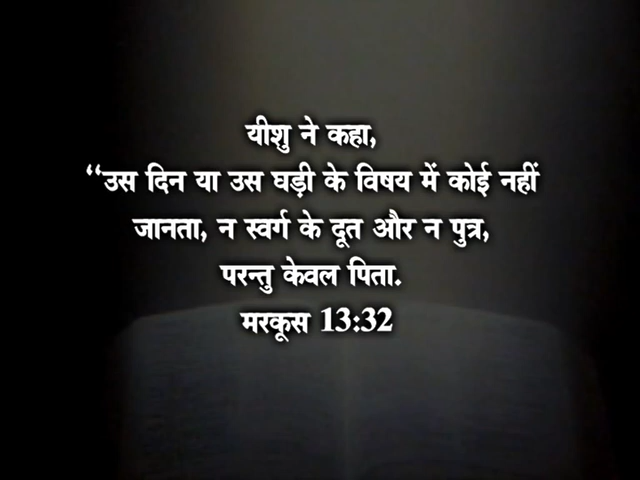 यीशु ने कहा,
“उस दिन या उस घड़ी के विषय में कोई नहीं
जानता, न स्वर्ग के दूत और न पुत्र,
परन्तु केवल पिता.
मरकूस 13:32